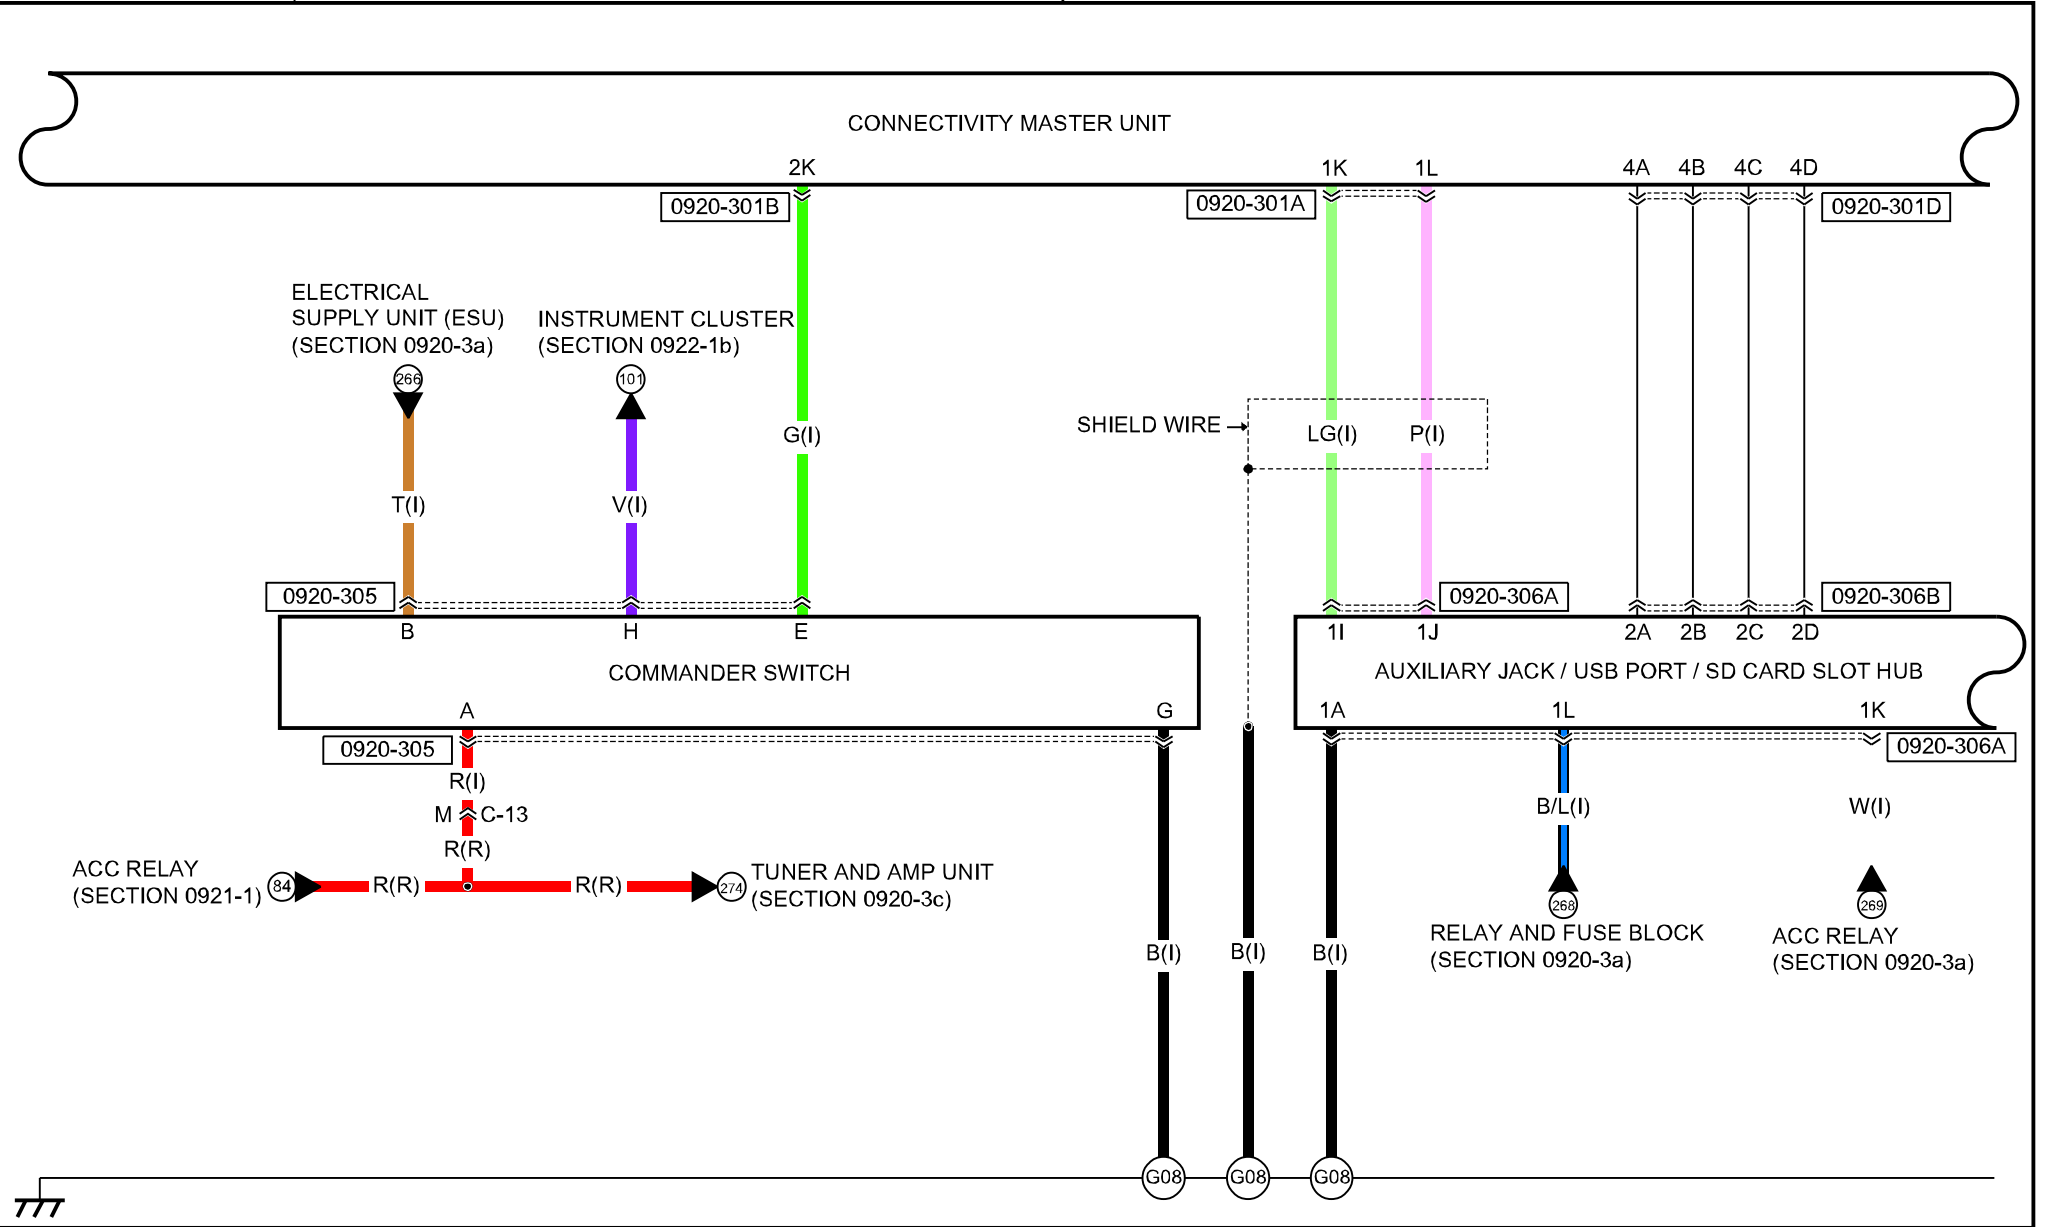 CONNECTIVITY MASTER UNIT
2K
1K
1L
4A
4B
4C
4D
0920-301B
0920-301A
0920-301D
ELECTRICAL
SUPPLY UNIT (ESU)
(SECTION 0920-3a)
INSTRUMENT CLUSTER
(SECTION 0922-1b)
266
101
SHIELD WIRE
G(I)
LG(I)
P(I)
T(I)
V(I)
0920-305
0920-306A
0920-306B
B
H
E
1I
1J
2A
2B
2C
2D
COMMANDER SWITCH
AUXILIARY JACK / USB PORT / SD CARD SLOT HUB
A
G
1A
1L
1K
0920-305
0920-306A
R(I)
M
C-13
B/L(I)
W(I)
R(R)
ACC RELAY
(SECTION 0921-1)
84
R(R)
R(R)
274
TUNER AND AMP UNIT
(SECTION 0920-3c)
268
269
RELAY AND FUSE BLOCK
(SECTION 0920-3a)
ACC RELAY
(SECTION 0920-3a)
B(I)
B(I)
B(I)
G08
G08
G08